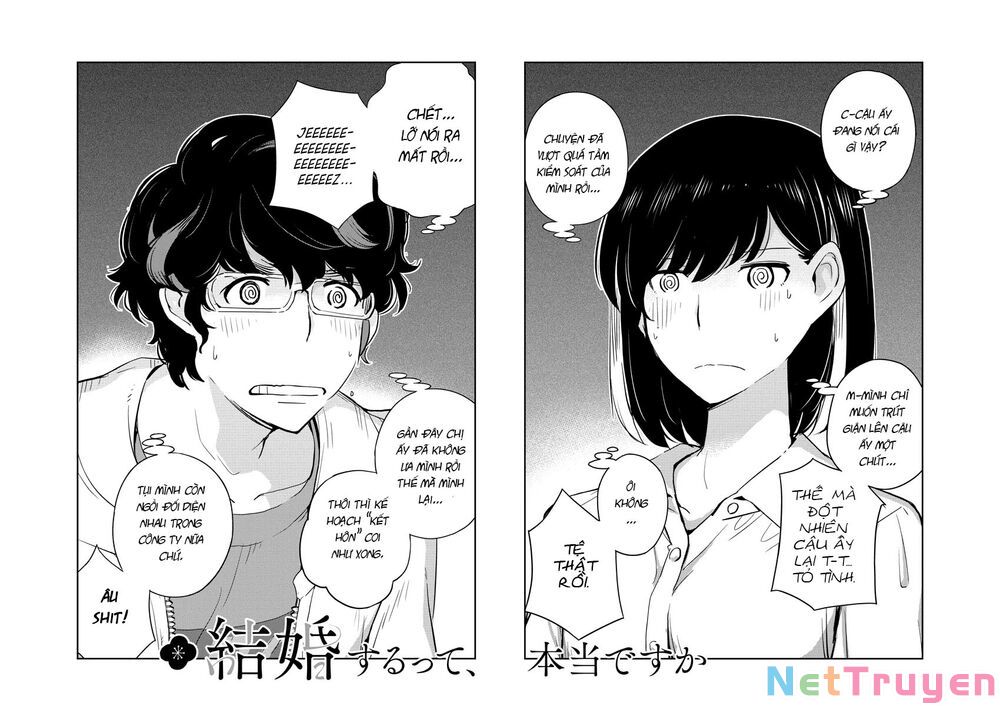 C-CẬU ẤY
ĐANG NÓI CÁI
GÌ VẬY?
CHUYỆN ĐÃ
VƯỢT QUÁ TẦM
KIỂM SOÁT CỦA
MÌNH RỒI...
M-MÌNH CHỈ
MUỐN TRÚT
GIẬN LÊN CẬU
ẤY MỘT
CHÚT...
THẾ MÀ
ĐỘT
NHIÊN
CẬU ẤY
LẠI T-T..
TỎ TÌNH.
ÔI
KHÔNG
...
TỆ
THẬT
RỒI.
CHẾT...
LỠ NÓI RA
MẤT RỒI...
JEEEEEE-
EEEEEEEE-
EEEEEEEE-
EEEEEZ...
GẦN ĐÂY CHỊ
ẤY ĐÃ KHÔNG
ƯA MÌNH RỒI
THẾ MÀ MÌNH
LẠI...
THÔI THÌ KẾ
HOẠCH "KẾT
HÔN" COI
NHƯ XONG.
TỤI MÌNH CÒN
NGỒI ĐỐI DIỆN
NHAU TRONG
CÔNG TY NỮA
CHỨ.
ÂU
SHIT!
結婚するって、本当ですか
NetTruyen